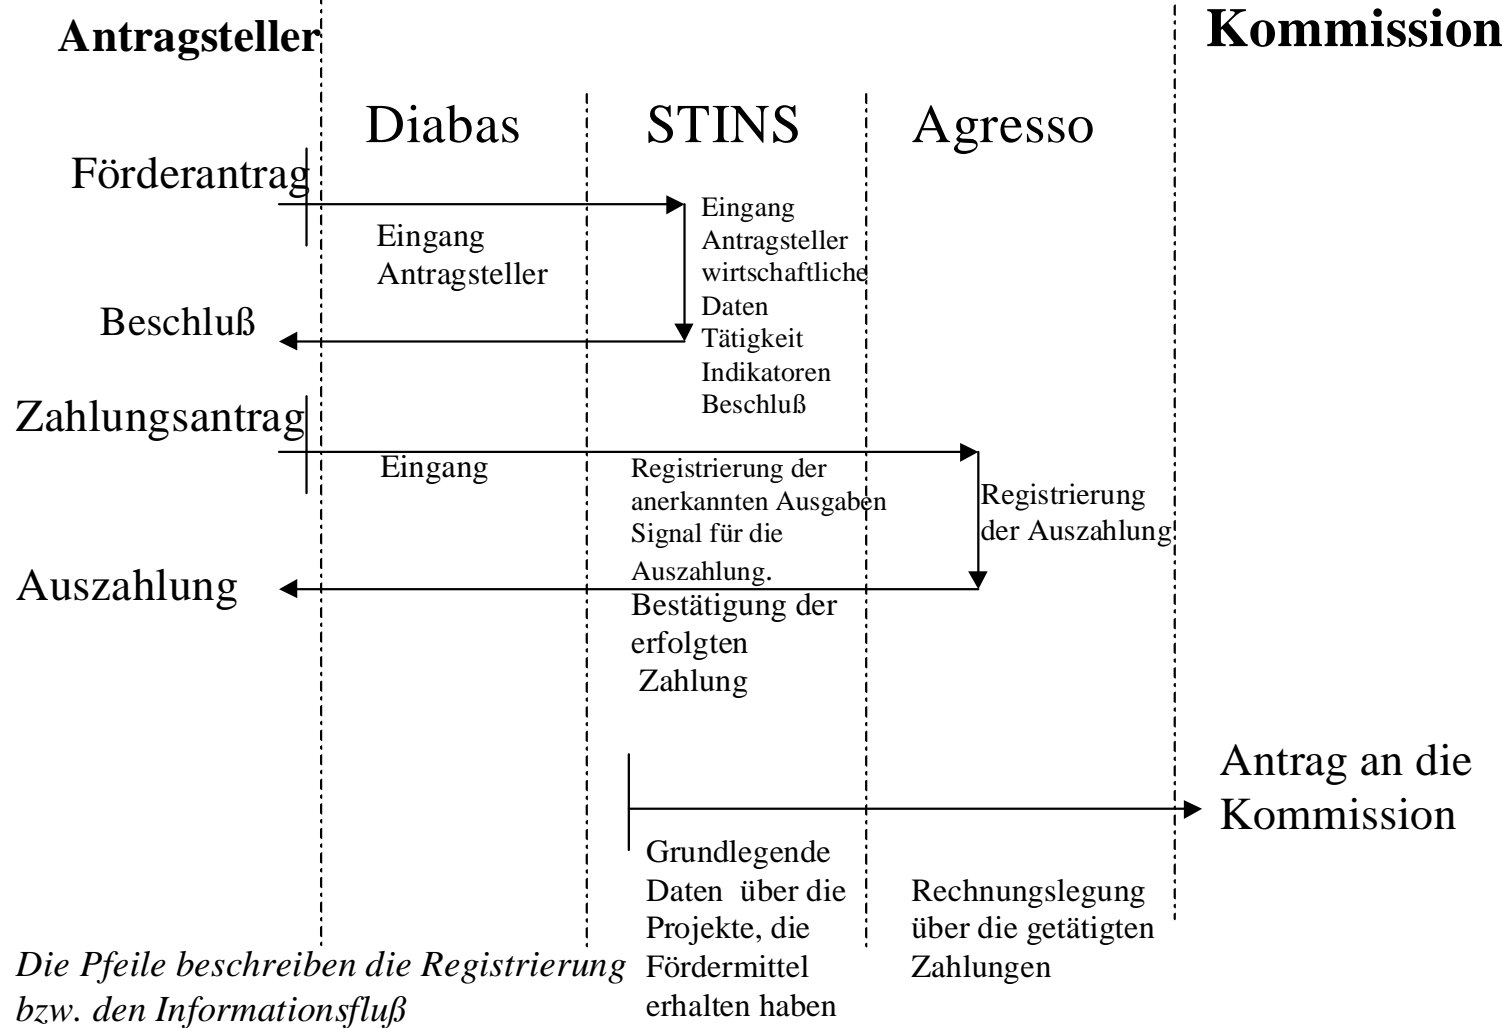 Antragsteller
Kommission
Diabas
STINS
Agresso
Förderantrag
Eingang
Antragsteller
Eingang
Antragsteller
wirtschaftliche
Daten
Tätigkeit
Indikatoren
Beschluß
Beschluß
Zahlungsantrag
Eingang
Registrierung der
anerkannten Ausgaben
Signal für die
Auszahlung.
Bestätigung der
erfolgten
Zahlung
Registrierung
der Auszahlung
Auszahlung
Antrag an die
Kommission
Grundlegende
Daten über die
Projekte, die
Fördermittel
erhalten haben
Rechnungslegung
über die getätigten
Zahlungen
Die Pfeile beschreiben die Registrierung
bzw. den Informationsfluß